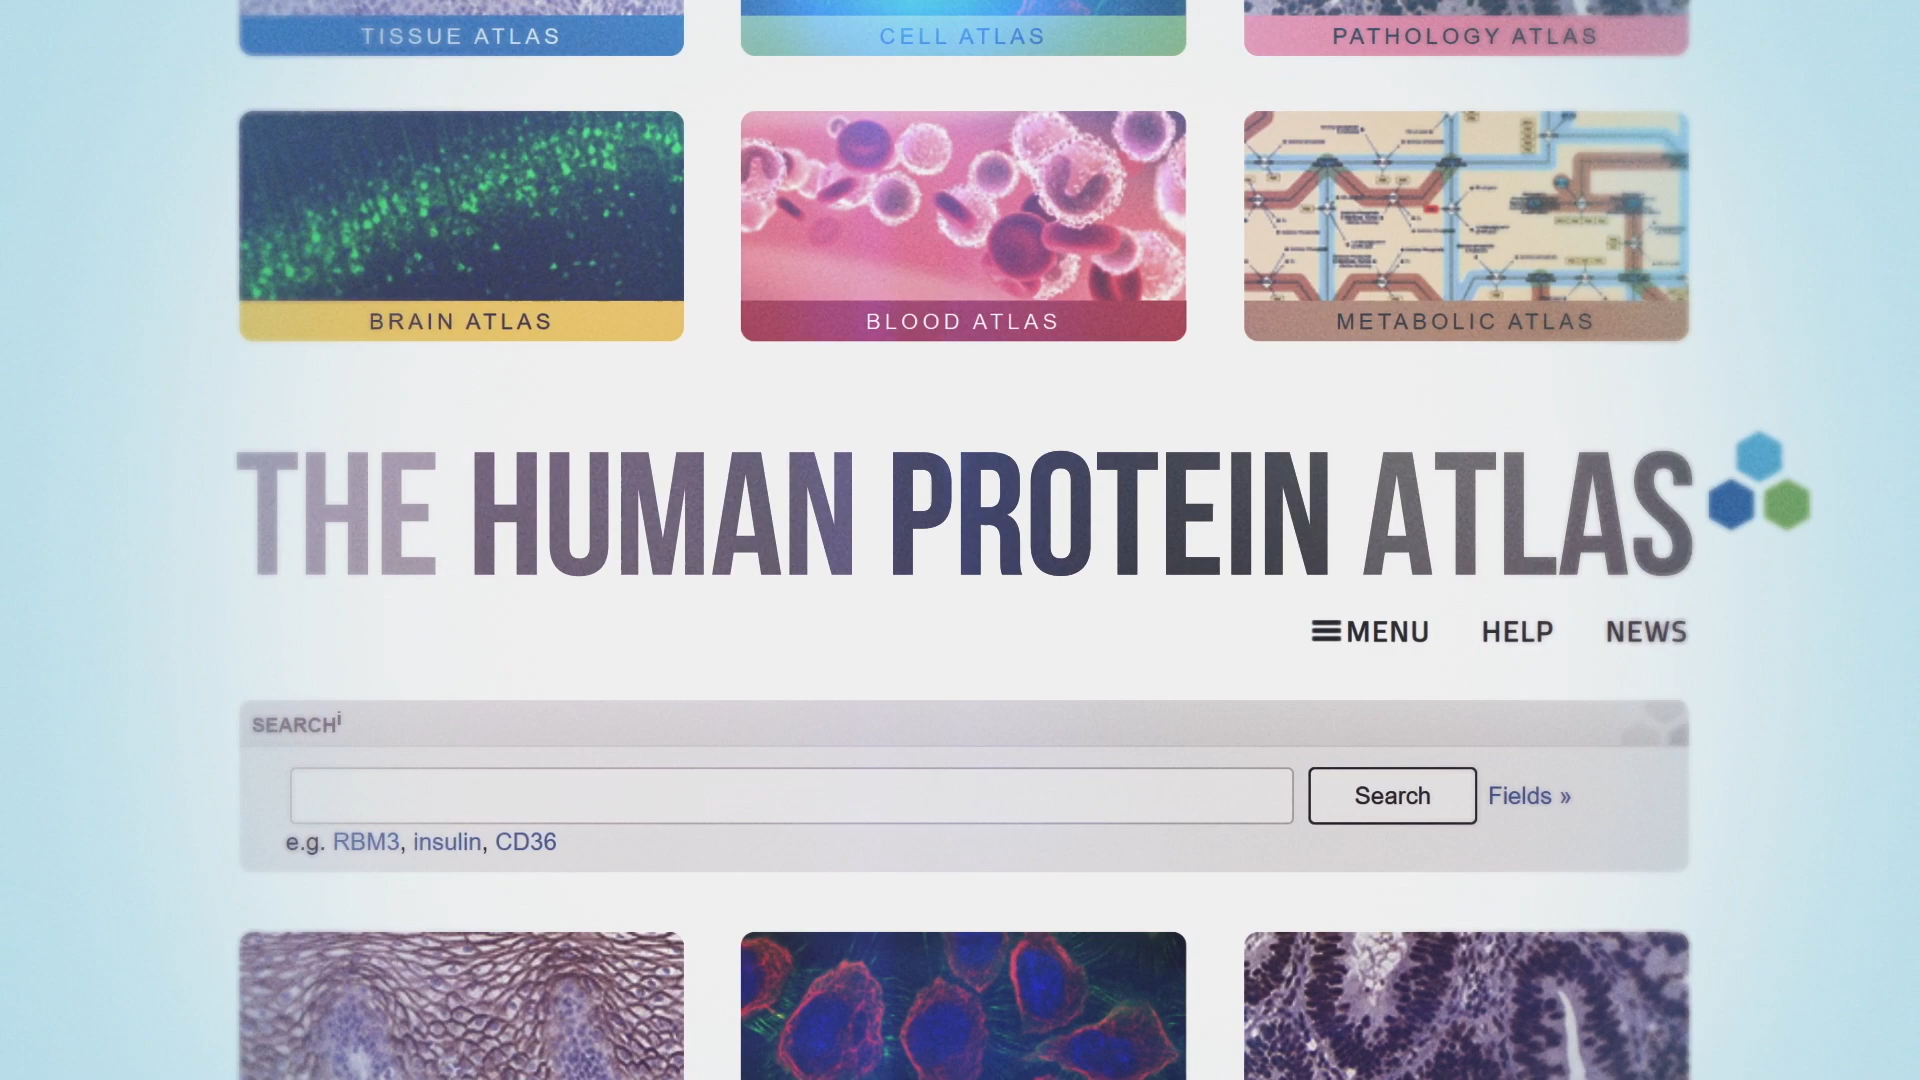 TISSUE ATLAS
CELL ATLAS
PATHOLOGY ATLAS
BRAIN ATLAS
BLOOD ATLAS
METABOLIC ATLAS
THE HUMAN PROTEIN ATLAS
MENU
HELP
NEWS
SEARCHi
Search
Fields »
e.g. RBM3, insulin, CD36